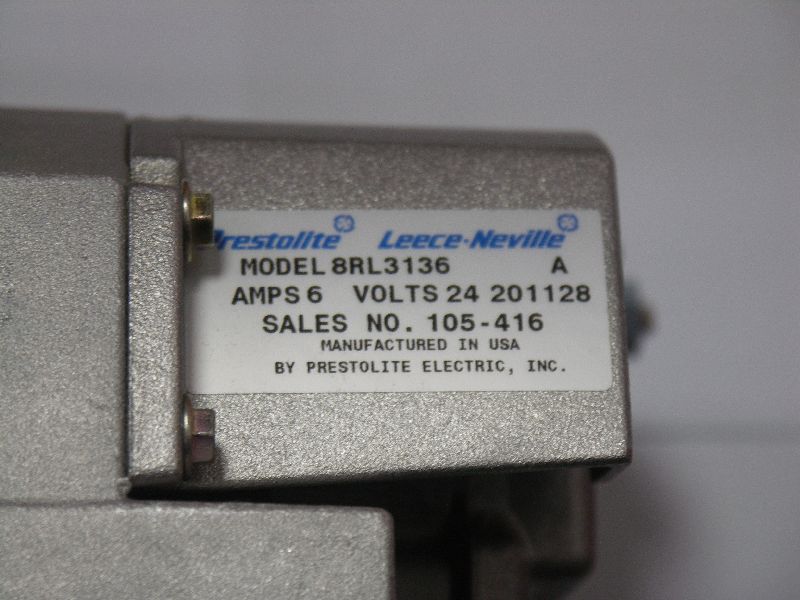 Prestolite Leece-Neville
MODEL 8RL3136 A
AMPS 6 VOLTS 24 201128
SALES NO. 105-416
MANUFACTURED IN USA
BY PRESTOLITE ELECTRIC, INC.